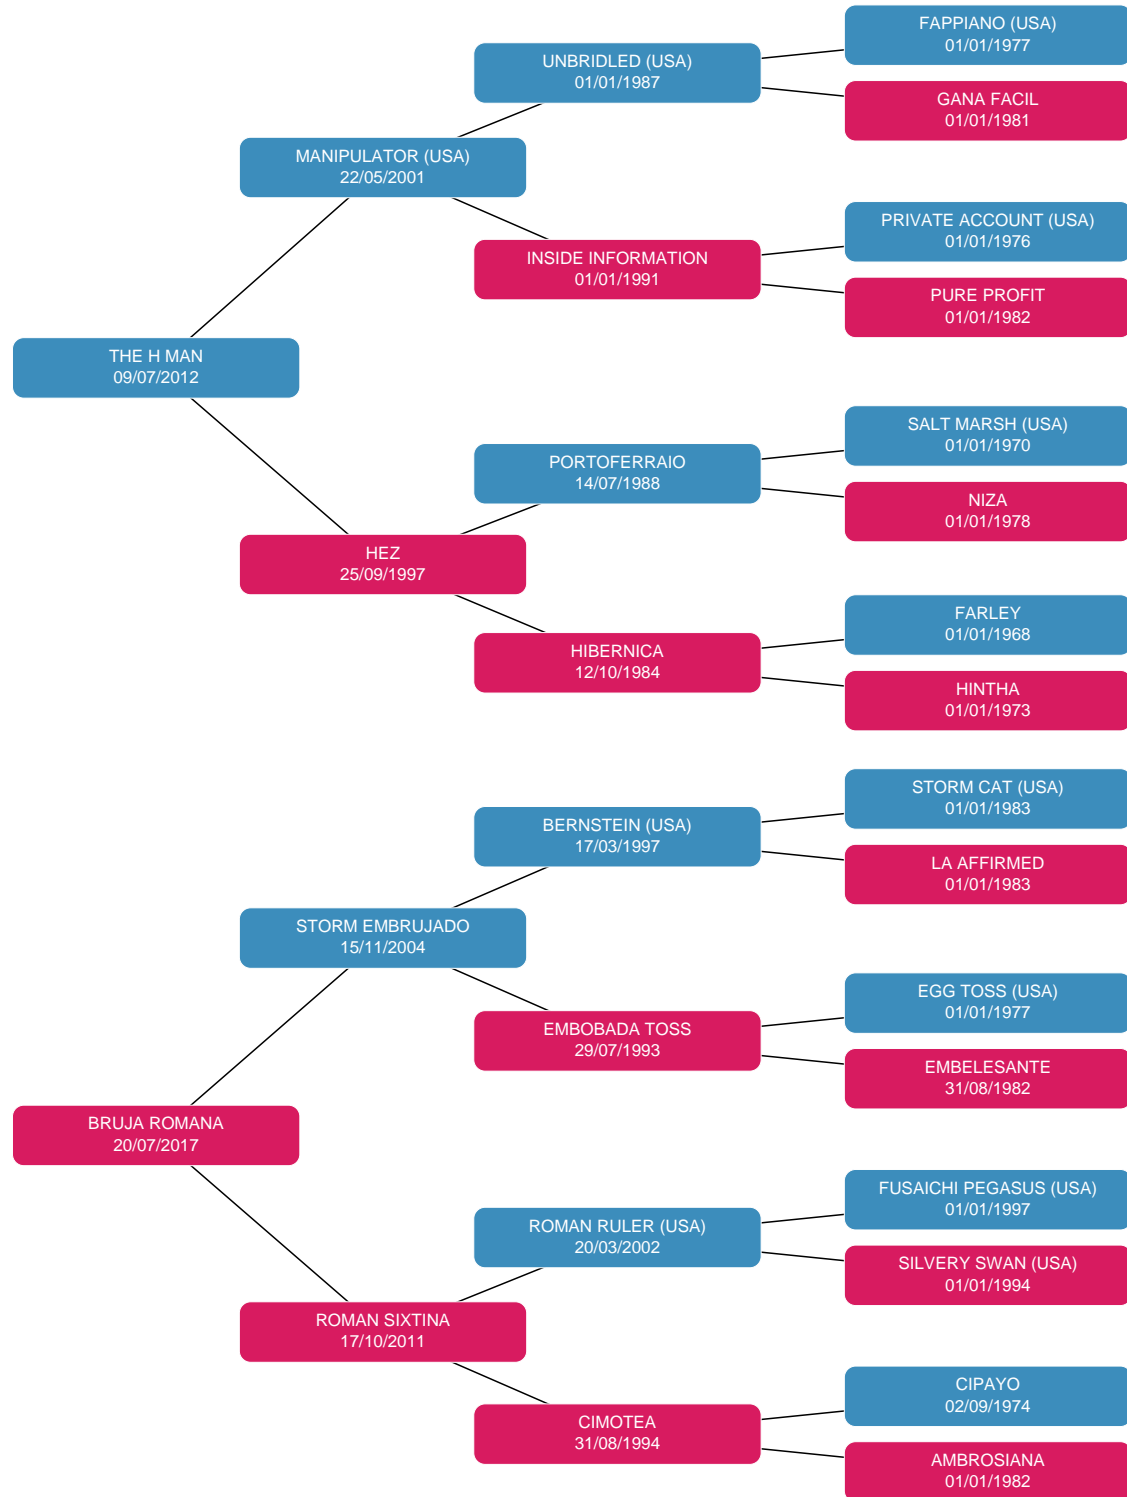 FAPPIANO (USA)
01/01/1977
UNBRIDLED (USA)
01/01/1987
GANA FACIL
01/01/1981
MANIPULATOR (USA)
22/05/2001
PRIVATE ACCOUNT (USA)
01/01/1976
INSIDE INFORMATION
01/01/1991
PURE PROFIT
01/01/1982
THE H MAN
09/07/2012
SALT MARSH (USA)
01/01/1970
PORTOFERRAIO
14/07/1988
NIZA
01/01/1978
HEZ
25/09/1997
FARLEY
01/01/1968
HIBERNICA
12/10/1984
HINTHA
01/01/1973
STORM CAT (USA)
01/01/1983
BERNSTEIN (USA)
17/03/1997
LA AFFIRMED
01/01/1983
STORM EMBRUJADO
15/11/2004
EGG TOSS (USA)
01/01/1977
EMBOBADA TOSS
29/07/1993
EMBELESANTE
31/08/1982
BRUJA ROMANA
20/07/2017
FUSAICHI PEGASUS (USA)
01/01/1997
ROMAN RULER (USA)
20/03/2002
SILVERY SWAN (USA)
01/01/1994
ROMAN SIXTINA
17/10/2011
CIPAYO
02/09/1974
CIMOTEA
31/08/1994
AMBROSIANA
01/01/1982